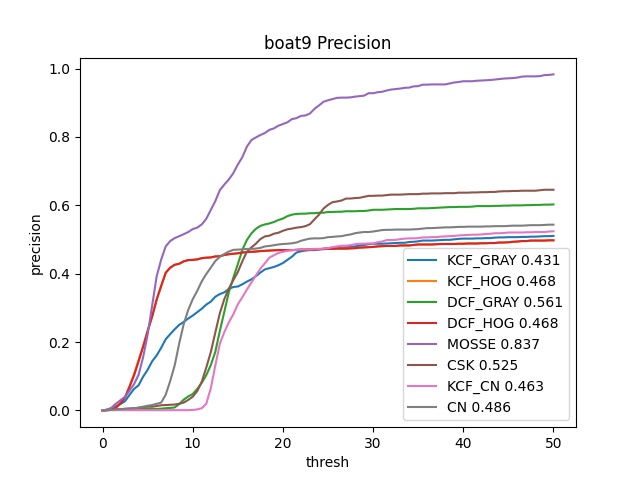 boat9 Precision
1.0
0.8
0.6
0.4
0.2
0.0
precision
0 10 20 30 40 50
thresh
KCF_GRAY 0.431
KCF_HOG 0.468
DCF_GRAY 0.561
DCF_HOG 0.468
MOSSE 0.837
CSK 0.525
KCF_CN 0.463
CN 0.486